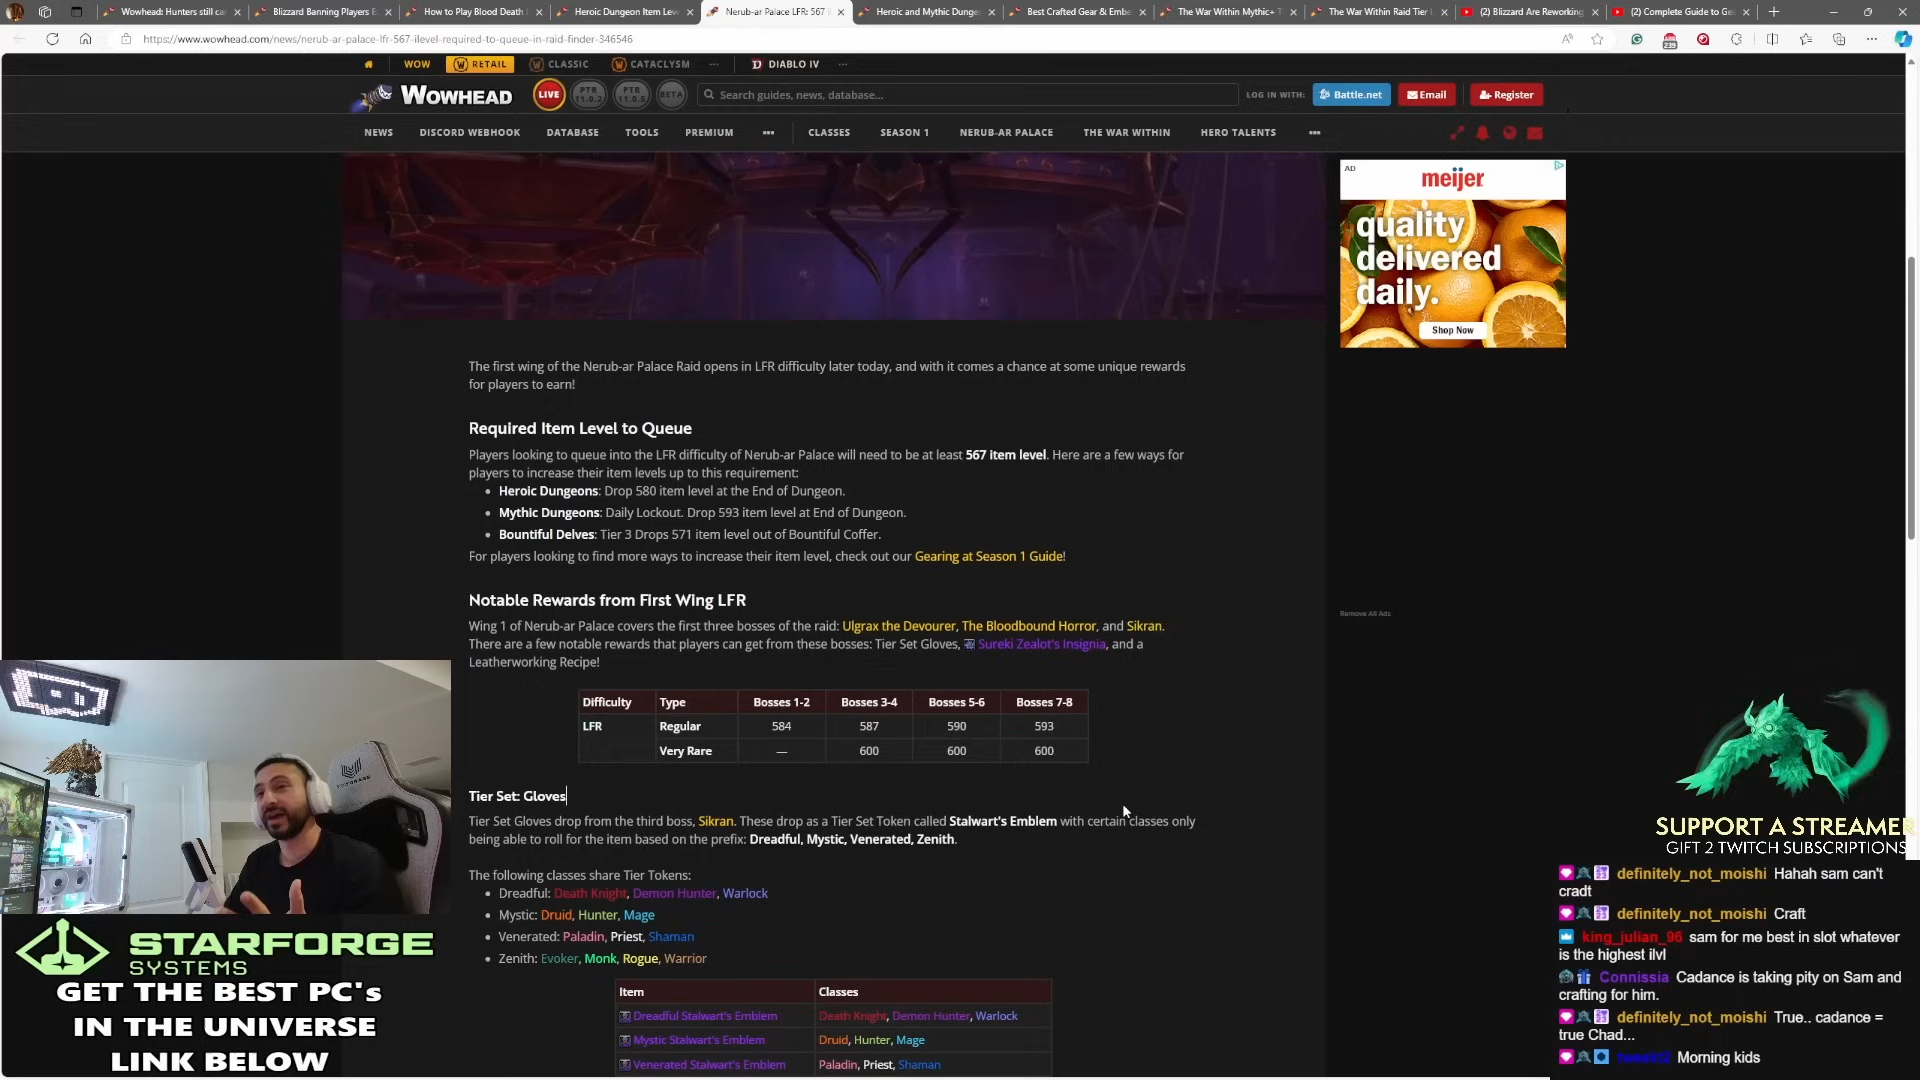 Wowhead: Hunters still ca
Blizzard Banning Players E
How to Play Blood Death
Heroic Dungeon Item Leve
Nerub-ar Palace LFR: 567
Heroic and Mythic Dunge
Best Crafted Gear & Embe
The War Within Mythic+ T
The War Within Raid Tier
(2) Blizzard Are Reworking
(2) Complete Guide to Ge
https://www.wowhead.com/news/nerub-ar-palace-lfr-567-ilevel-required-to-queue-in-raid-finder-346546
WOW
RETAIL
CLASSIC
CATACLYSM
DIABLO IV
WOWHEAD
LIVE
PTR 11.0.2
PTR 11.0.5
BETA
Search guides, news, database...
LOG IN WITH:
Battle.net
Email
Register
NEWS
DISCORD WEBHOOK
DATABASE
TOOLS
PREMIUM
CLASSES
SEASON 1
NERUB-AR PALACE
THE WAR WITHIN
HERO TALENTS
AD
meijer
quality
delivered
daily.
Shop Now
Remove All Ads
The first wing of the Nerub-ar Palace Raid opens in LFR difficulty later today, and with it comes a chance at some unique rewards
for players to earn!
Required Item Level to Queue
Players looking to queue into the LFR difficulty of Nerub-ar Palace will need to be at least 567 item level. Here are a few ways for
players to increase their item levels up to this requirement:
• Heroic Dungeons: Drop 580 item level at the End of Dungeon.
• Mythic Dungeons: Daily Lockout. Drop 593 item level at End of Dungeon.
• Bountiful Delves: Tier 3 Drops 571 item level out of Bountiful Coffer.
For players looking to find more ways to increase their item level, check out our Gearing at Season 1 Guide!
Notable Rewards from First Wing LFR
Wing 1 of Nerub-ar Palace covers the first three bosses of the raid: Ulgrax the Devourer, The Bloodbound Horror, and Sikran.
There are a few notable rewards that players can get from these bosses: Tier Set Gloves, Sureki Zealot's Insignia, and a
Leatherworking Recipe!
Difficulty Type Bosses 1-2 Bosses 3-4 Bosses 5-6 Bosses 7-8
LFR Regular 584 587 590 593
Very Rare — 600 600 600
Tier Set: Gloves
Tier Set Gloves drop from the third boss, Sikran. These drop as a Tier Set Token called Stalwart's Emblem with certain classes only
being able to roll for the item based on the prefix: Dreadful, Mystic, Venerated, Zenith.
The following classes share Tier Tokens:
• Dreadful: Death Knight, Demon Hunter, Warlock
• Mystic: Druid, Hunter, Mage
• Venerated: Paladin, Priest, Shaman
• Zenith: Evoker, Monk, Rogue, Warrior
Item Classes
Dreadful Stalwart's Emblem Death Knight, Demon Hunter, Warlock
Mystic Stalwart's Emblem Druid, Hunter, Mage
Venerated Stalwart's Emblem Paladin, Priest, Shaman
STARFORGE
SYSTEMS
GET THE BEST PC's
IN THE UNIVERSE
LINK BELOW
SUPPORT A STREAMER
GIFT 2 TWITCH SUBSCRIPTIONS
definitely_not_moishi Hahah sam can't
cradt
definitely_not_moishi Craft
king_julian_96 sam for me best in slot whatever
is the highest ilvl
Connissia Cadance is taking pity on Sam and
crafting for him.
definitely_not_moishi True.. cadance =
true Chad...
Morning kids